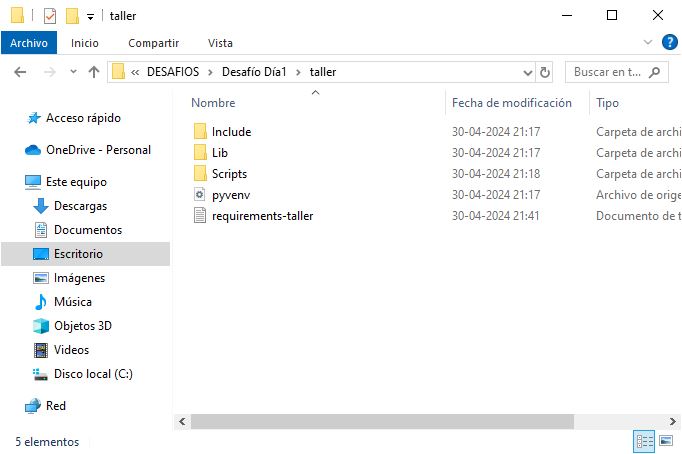 taller
Archivo Inicio Compartir Vista
« DESAFIOS > Desafío Día1 > taller Buscar en t...
Nombre Fecha de modificación Tipo
Acceso rápido
OneDrive - Personal
Este equipo
Descargas
Documentos
Escritorio
Imágenes
Música
Objetos 3D
Videos
Disco local (C:)
Red
Include 30-04-2024 21:17 Carpeta de archi
Lib 30-04-2024 21:17 Carpeta de archi
Scripts 30-04-2024 21:18 Carpeta de archi
pyvenv 30-04-2024 21:17 Archivo de orige
requirements-taller 30-04-2024 21:41 Documento de t
5 elementos